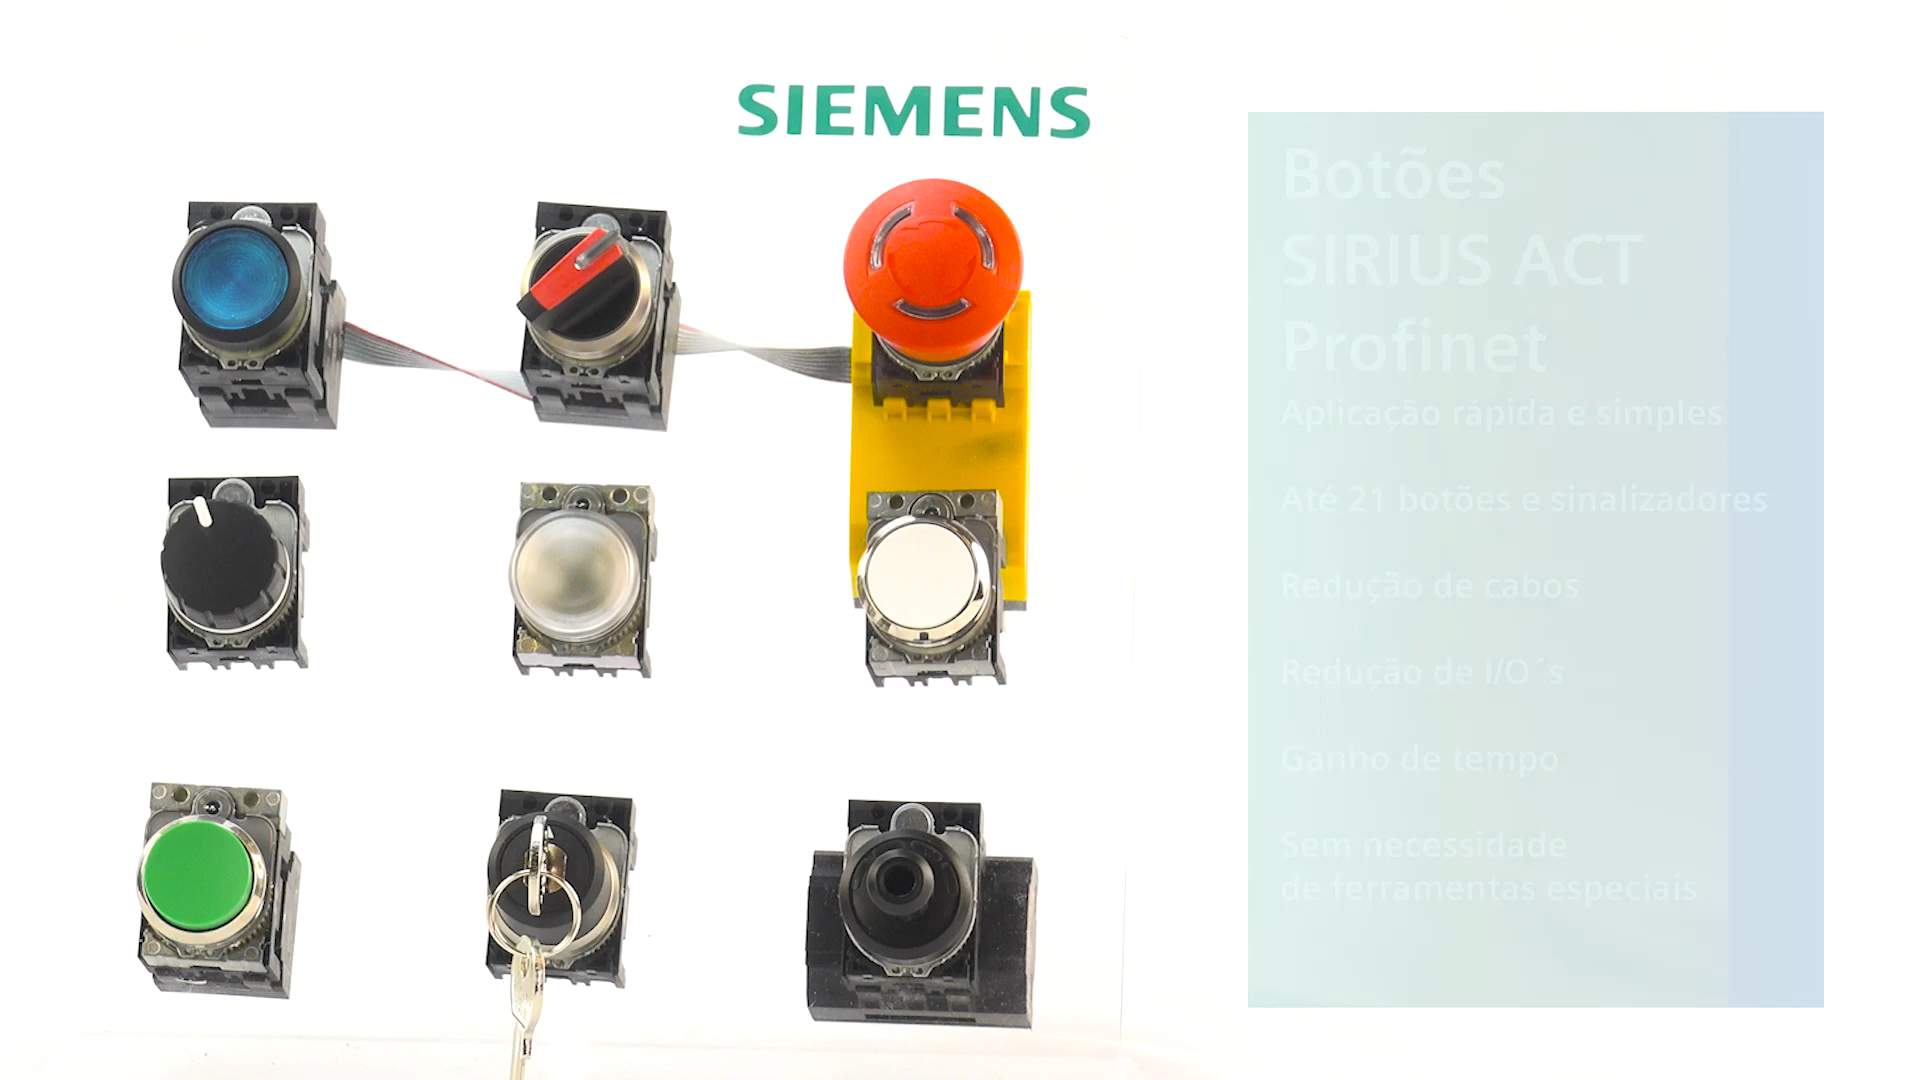 SIEMENS
Botões
SIRIUS ACT
Profinet
Aplicação rápida e simples
Até 21 botões e sinalizadores
Redução de cabos
Redução de I/O´s
Ganho de tempo
Sem necessidade
de ferramentas especiais